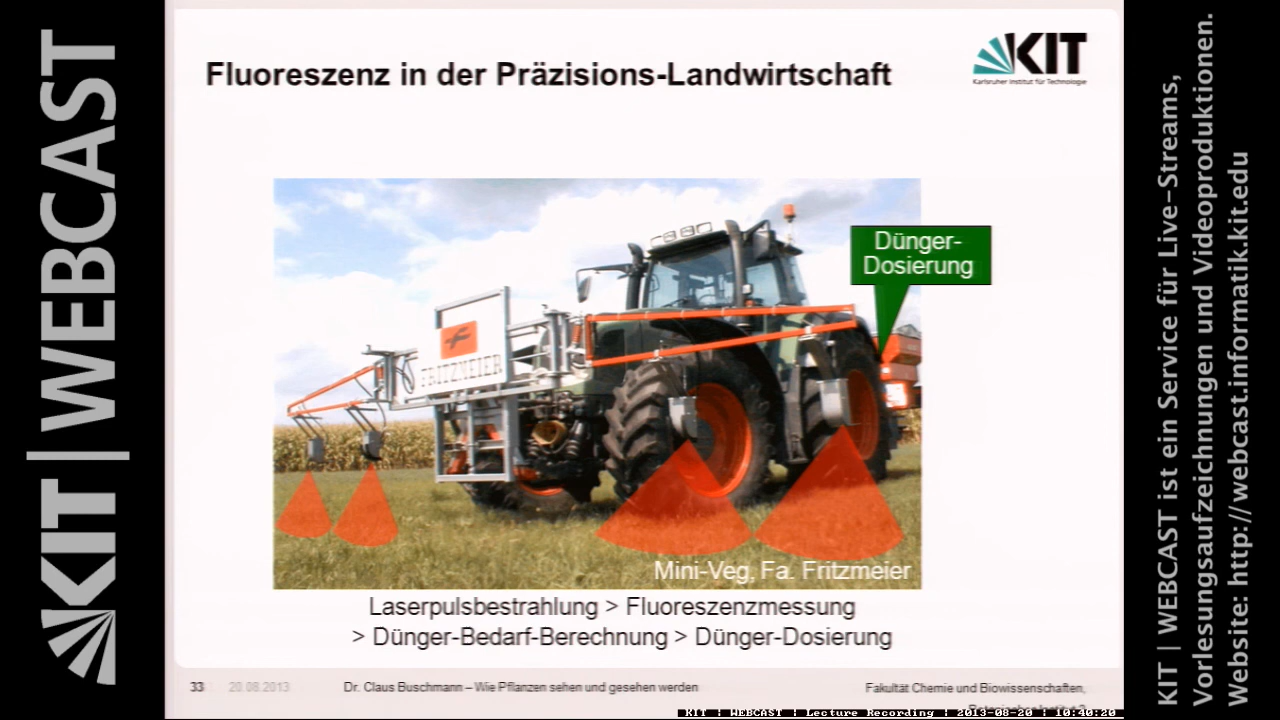 KIT | WEBCAST
Fluoreszenz in der Präzisions-Landwirtschaft
KIT
Karlsruher Institut für Technologie
Dünger-
Dosierung
FRITZMEIER
Mini-Veg, Fa. Fritzmeier
Laserpulsbestrahlung > Fluoreszenzmessung
> Dünger-Bedarf-Berechnung > Dünger-Dosierung
33 20.08.2013 Dr. Claus Buschmann – Wie Pflanzen sehen und gesehen werden Fakultät Chemie und Biowissenschaften,
KIT : WEBCAST : Lecture Recording : 2013-08-20 : 10:40:20
KIT | WEBCAST ist ein Service für Live-Streams,
Vorlesungsaufzeichnungen und Videoproduktionen.
Website: http://webcast.informatik.kit.edu